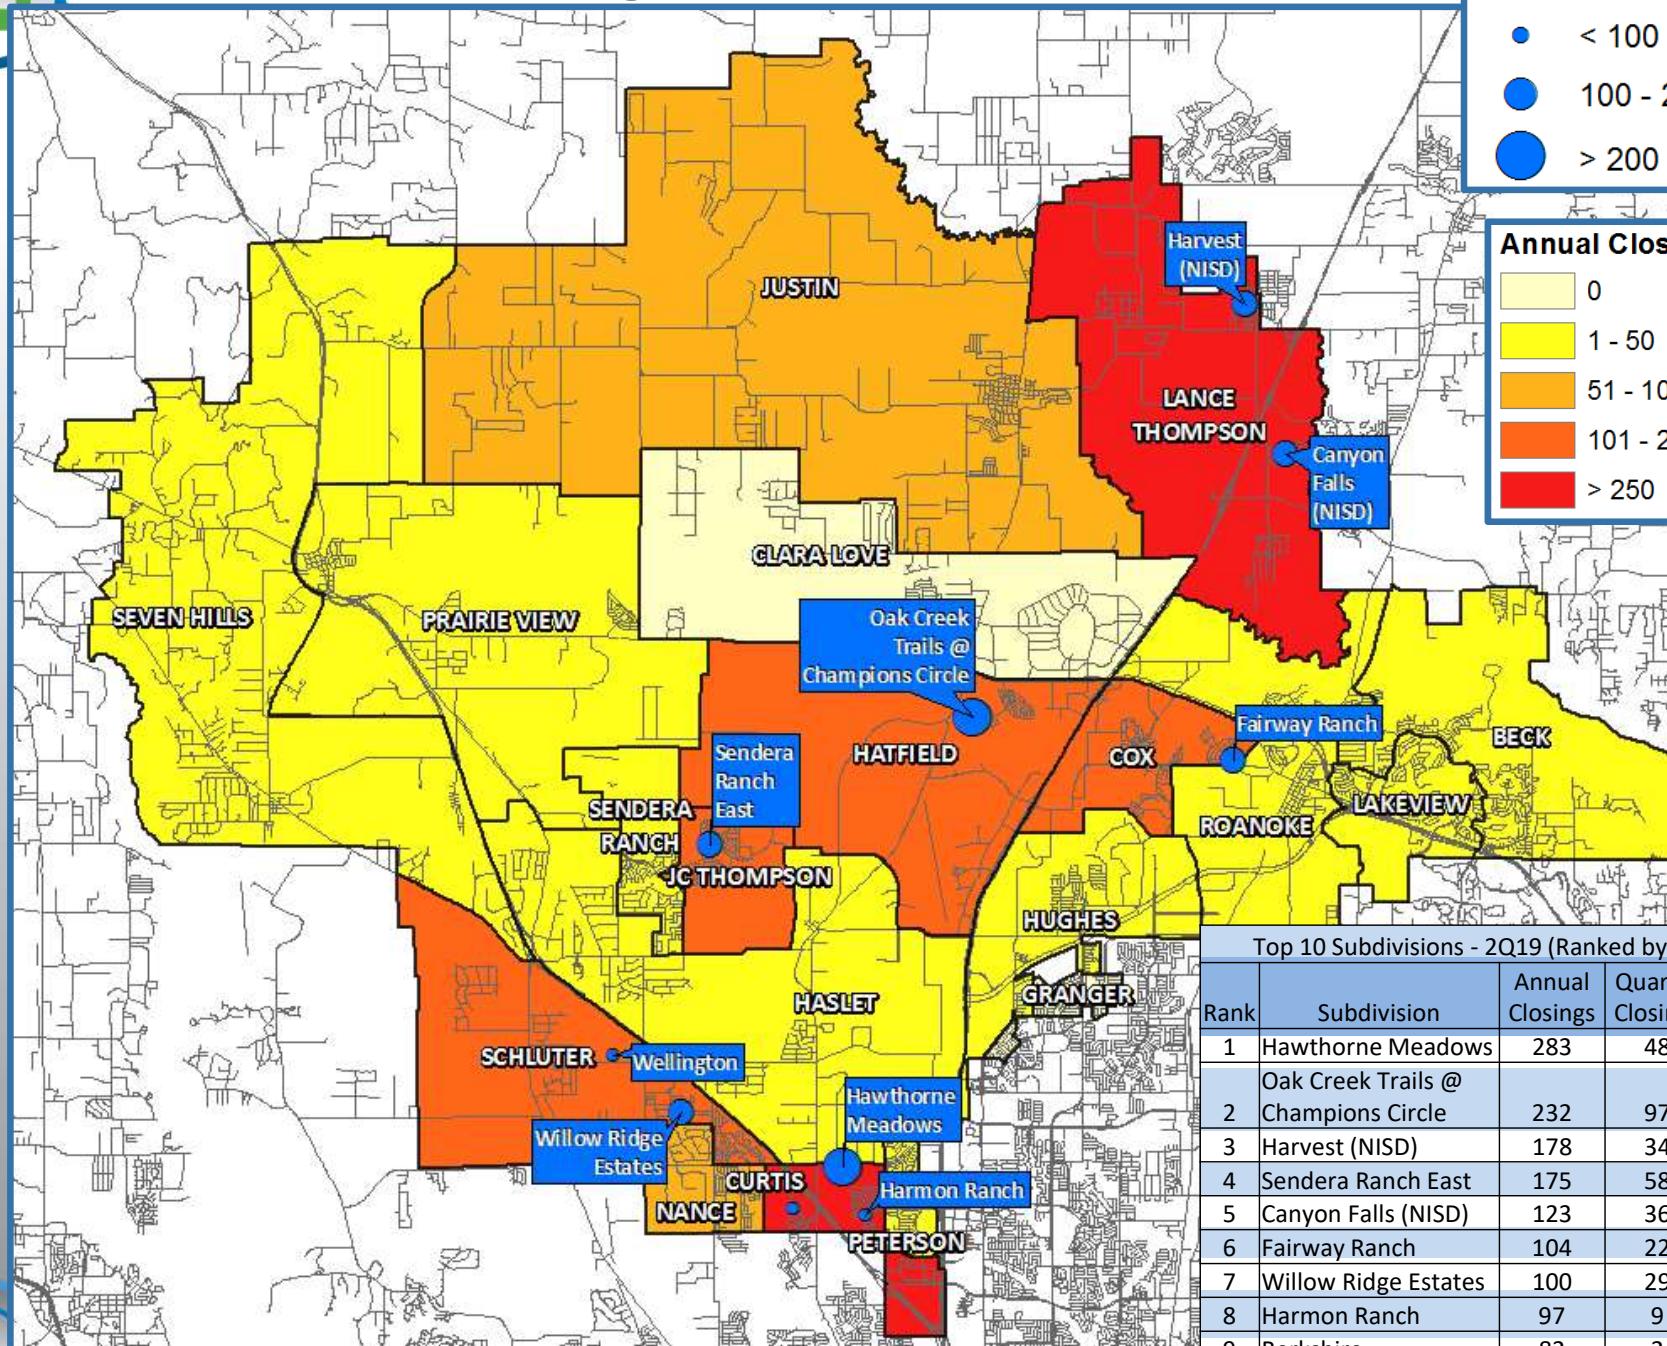 < 100
100 - 2
> 200
Annual Clos
0
1 - 50
51 - 10
101 - 2
> 250
Harvest
(NISD)
JUSTIN
LANCE
THOMPSON
Canyon
Falls
(NISD)
CLARA LOVE
SEVEN HILLS
PRAIRIE VIEW
Oak Creek
Trails @
Champions Circle
Fairway Ranch
HATFIELD
COX
BECK
Sendera
Ranch
East
SENDERA
RANCH
LAKEVIEW
ROANOKE
JC THOMPSON
HUGHES
GRANGER
HASLET
SCHLUTER
Wellington
Hawthorne
Meadows
Willow Ridge
Estates
CURTIS
Harmon Ranch
NANCE
PETERSON
Top 10 Subdivisions - 2Q19 (Ranked by
Rank Subdivision Annual Closings Quar Closi
1 Hawthorne Meadows 283 48
2 Oak Creek Trails @ Champions Circle 232 97
3 Harvest (NISD) 178 34
4 Sendera Ranch East 175 58
5 Canyon Falls (NISD) 123 36
6 Fairway Ranch 104 22
7 Willow Ridge Estates 100 29
8 Harmon Ranch 97 9